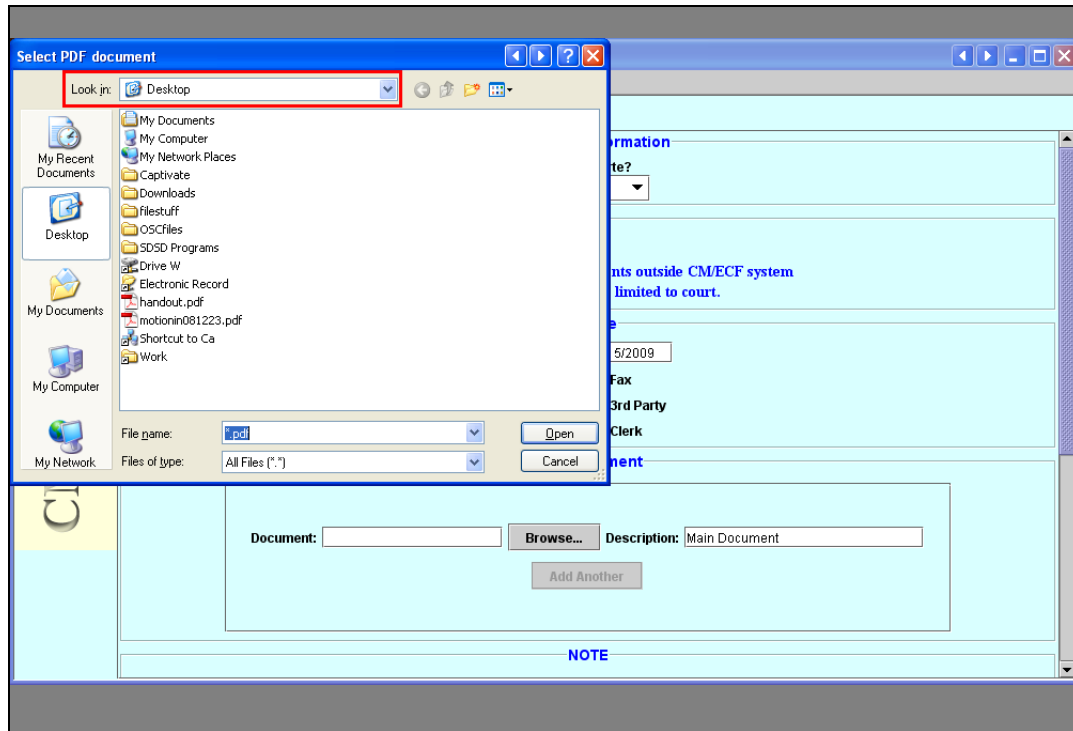 Select PDF document
Look in: Desktop
My Recent Documents
Desktop
My Documents
My Computer
My Network
My Documents
My Computer
My Network Places
Captivate
Downloads
filestuff
OSCfiles
SDSD Programs
Drive W
Electronic Record
handout.pdf
motionin081223.pdf
Shortcut to Ca
Work
File name: *.pdf Open
Files of type: All Files (*.*) Cancel
rmation
te?
nts outside CM/ECF system
limited to court.
e
5/2009
Fax
3rd Party
Clerk
ment
Document: Browse... Description: Main Document
Add Another
NOTE